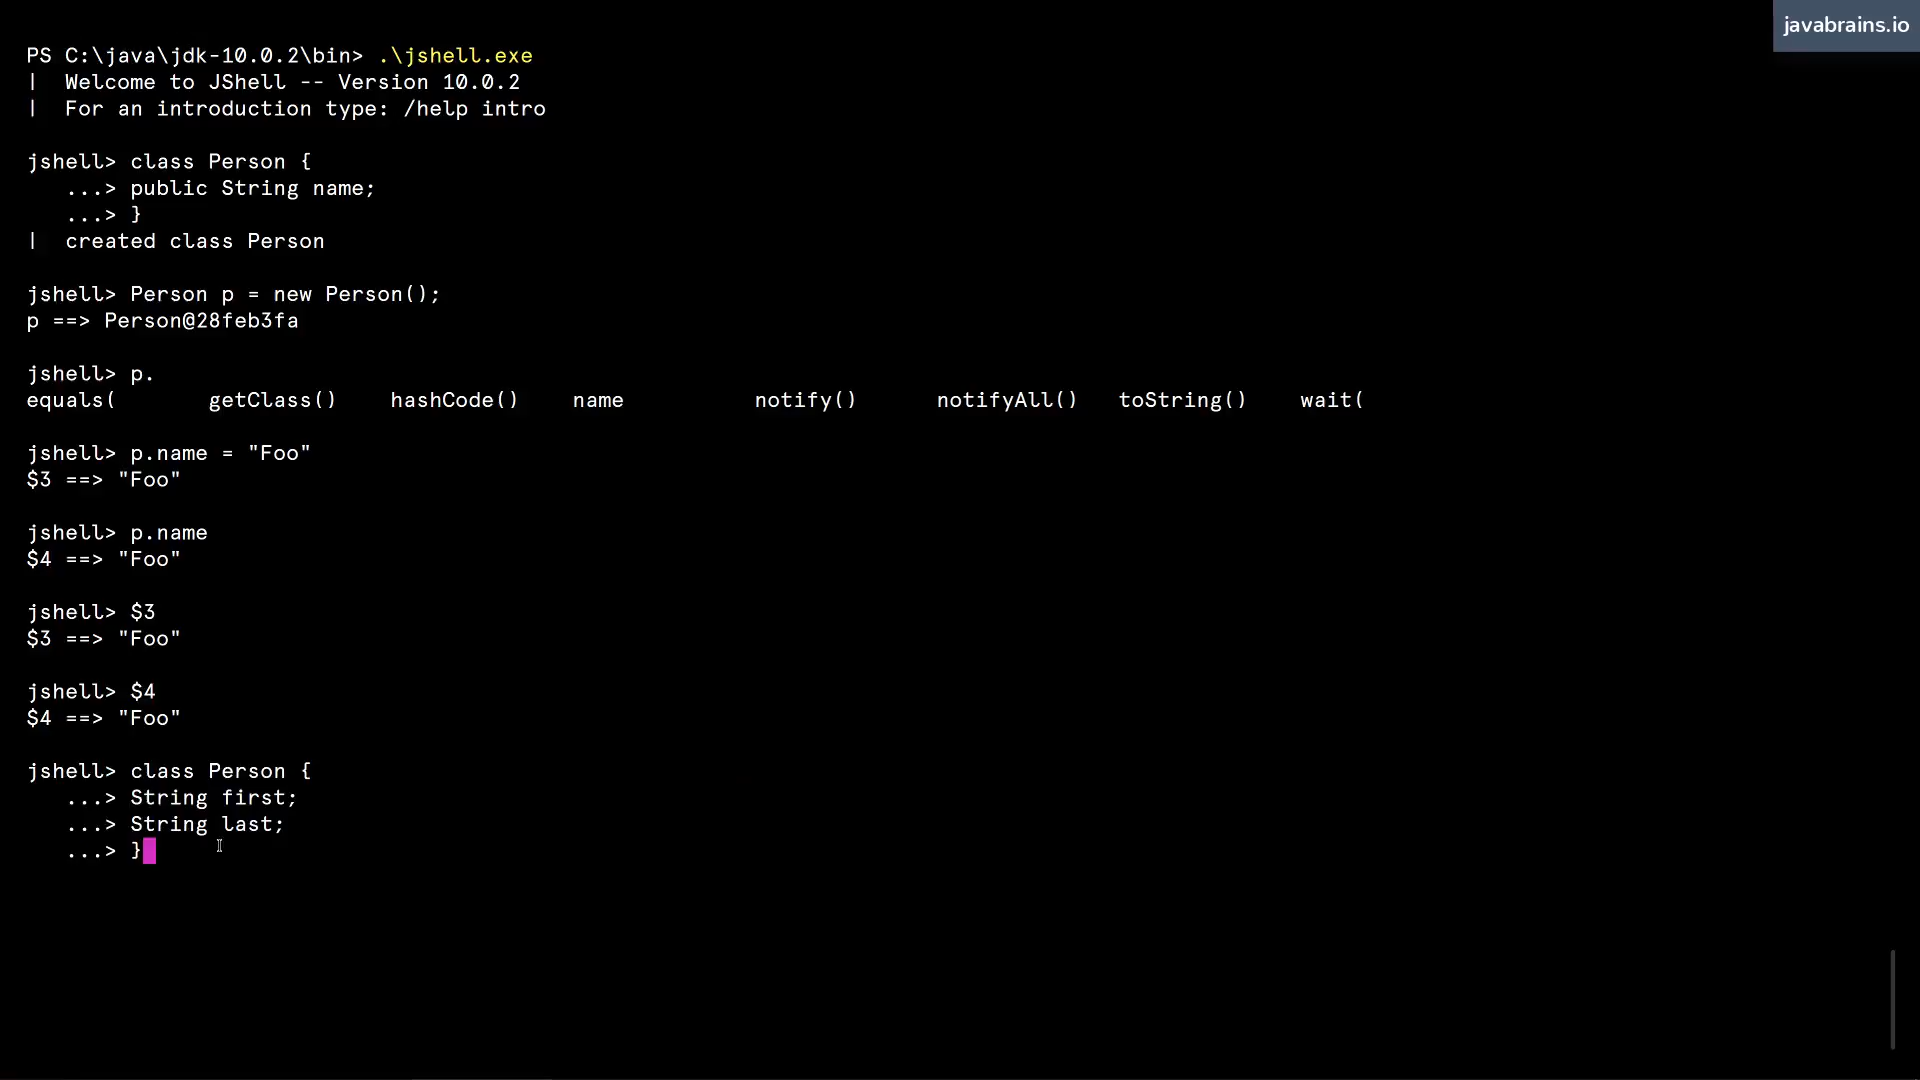 javabrains.io
PS C:\java\jdk-10.0.2\bin> .\jshell.exe
|  Welcome to JShell -- Version 10.0.2
|  For an introduction type: /help intro
jshell> class Person {
   ...> public String name;
   ...> }
|  created class Person
jshell> Person p = new Person();
p ==> Person@28feb3fa
jshell> p.
equals(       getClass()    hashCode()    name          notify()      notifyAll()   toString()    wait(
jshell> p.name = "Foo"
$3 ==> "Foo"
jshell> p.name
$4 ==> "Foo"
jshell> $3
$3 ==> "Foo"
jshell> $4
$4 ==> "Foo"
jshell> class Person {
   ...> String first;
   ...> String last;
   ...> }